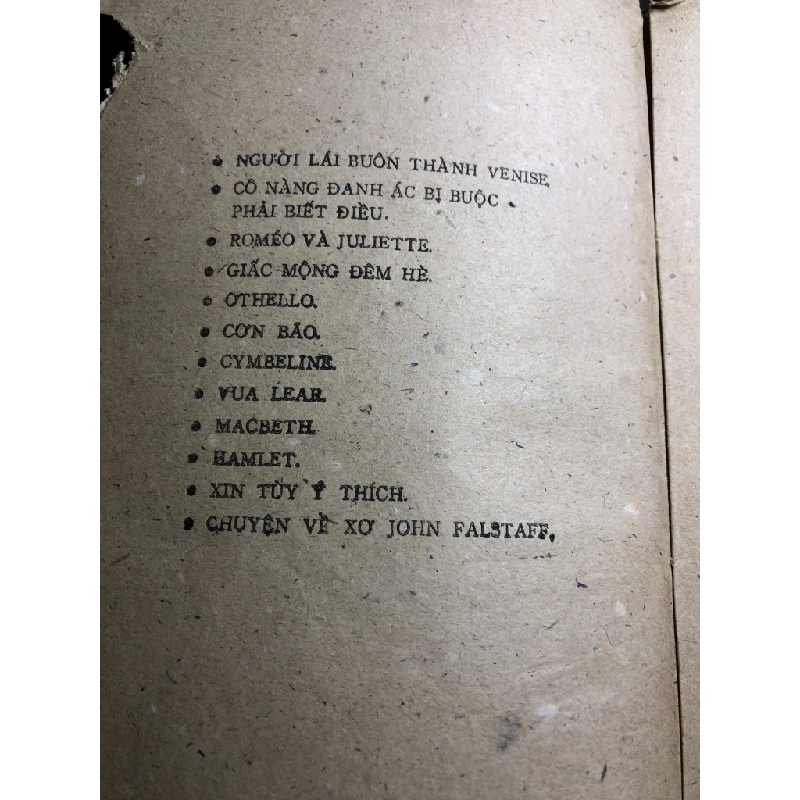 • NGƯỜI LÁI BUÔN THÀNH VENISE.
• CÔ NÀNG ĐANH ÁC BỊ BUỘC
PHẢI BIẾT ĐIỀU.
• ROMÉO VÀ JULIETTE.
• GIẤC MỘNG ĐÊM HÈ.
• OTHELLO.
• CƠN BÃO.
• CYMBELINE.
• VUA LEAR.
• MACBETH.
• HAMLET.
• XIN TÙY Ý THÍCH.
• CHUYỆN VỀ XƠ JOHN FALSTAFF.